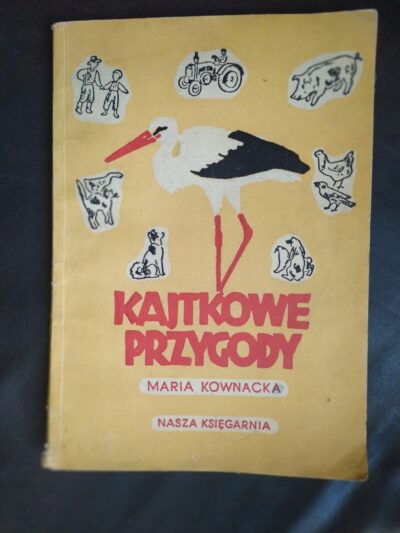 KAJTKOWE
PRZYGODY
MARIA KOWNACKA
NASZA KSIĘGARNIA